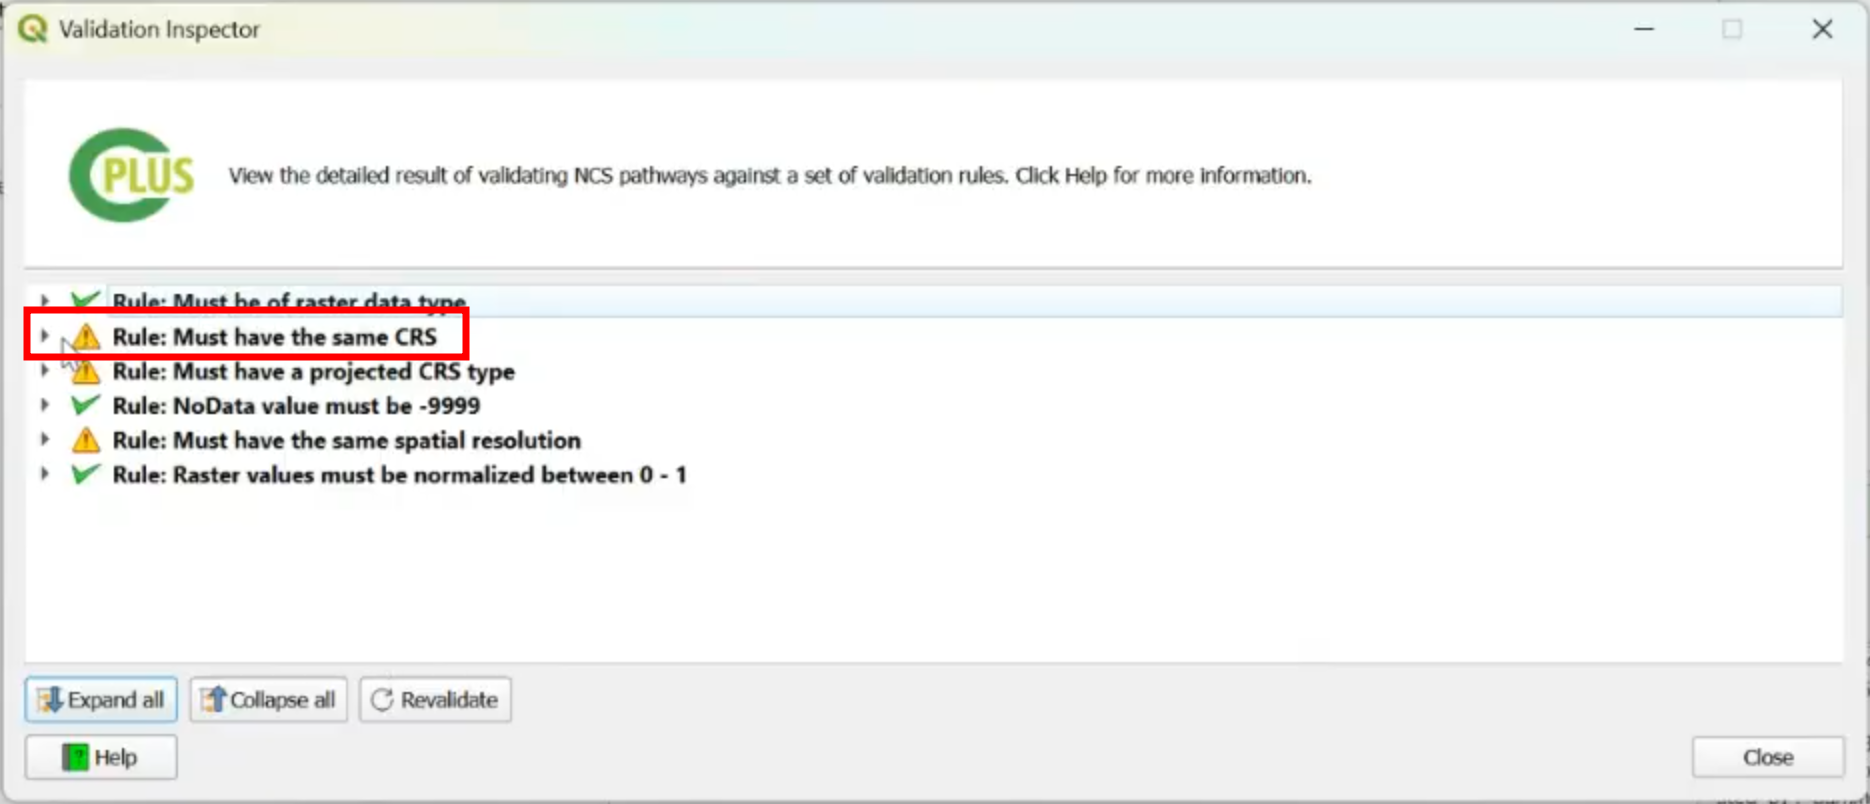 Validation Inspector
PLUS
View the detailed result of validating NCS pathways against a set of validation rules. Click Help for more information.
Rule: Must be of raster data type
Rule: Must have the same CRS
Rule: Must have a projected CRS type
Rule: NoData value must be -9999
Rule: Must have the same spatial resolution
Rule: Raster values must be normalized between 0 - 1
Expand all
Collapse all
Revalidate
Help
Close